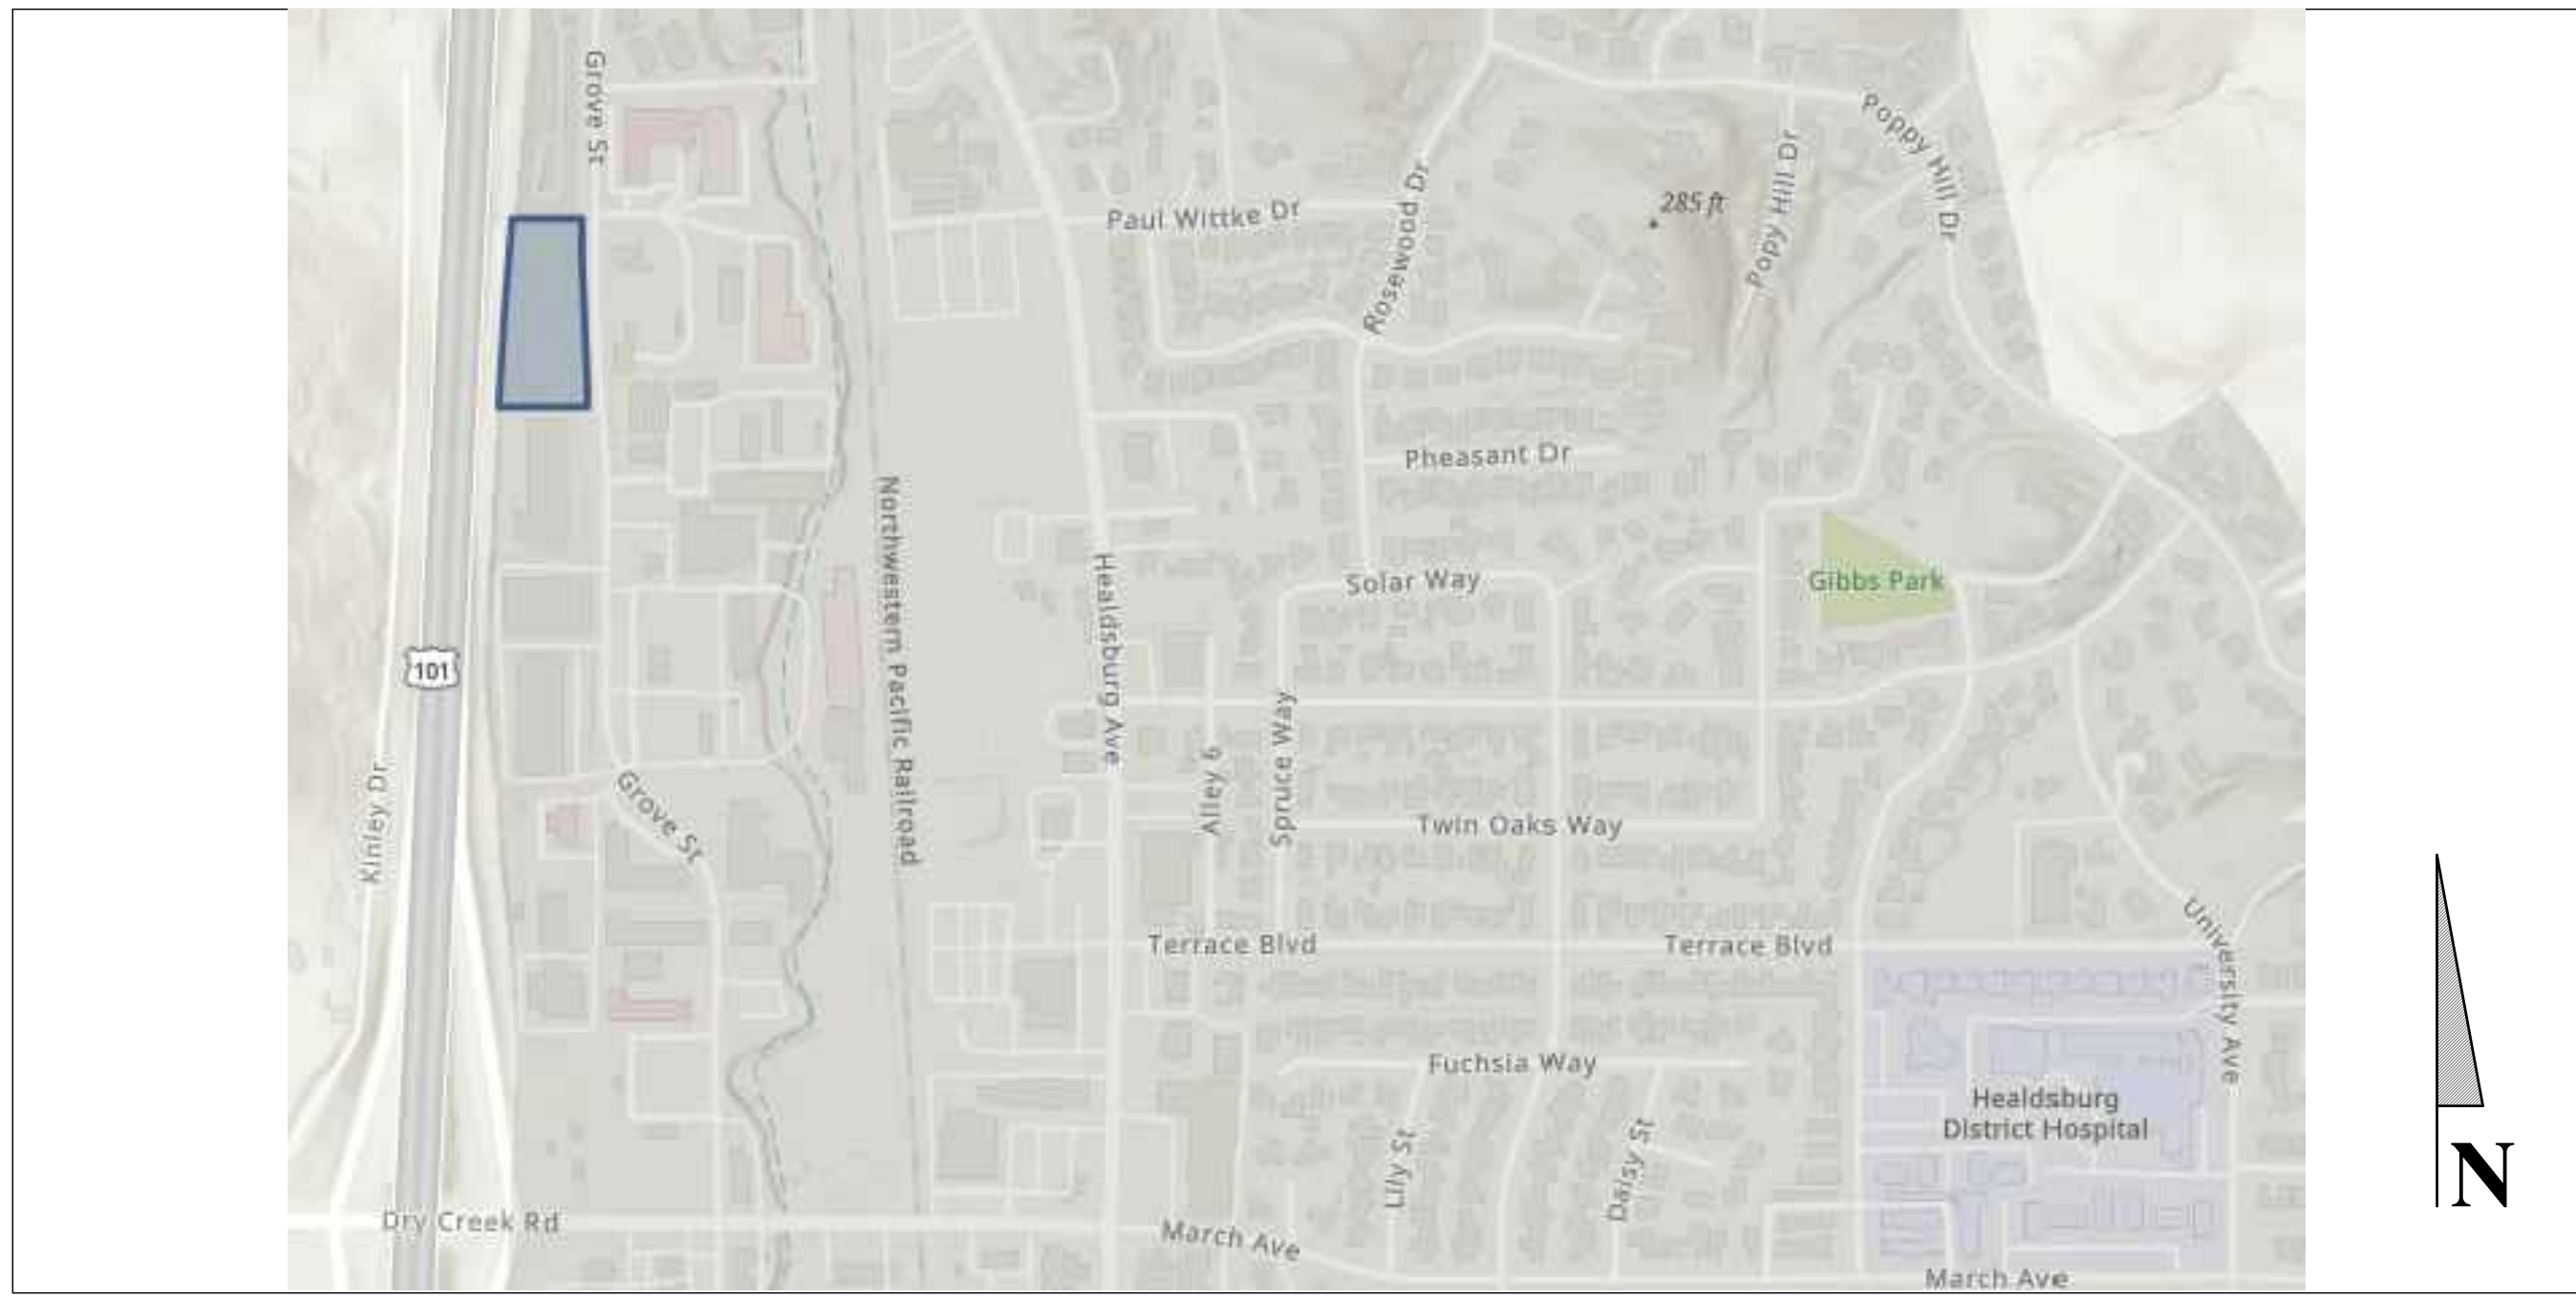 Grove St
Poppy Hill Dr
Poppy Hill Dr
285 ft
Paul Wittke Dr
Rosewood Dr
Pheasant Dr
Northwestern Pacific Railroad
Healdsburg Ave
Solar Way
Gibbs Park
101
Kinley Dr
Grove St
Alley 6
Spruce Way
Twin Oaks Way
Terrace Blvd
Terrace Blvd
University Ave
Fuchsia Way
Healdsburg
District Hospital
Lily St
Daisy St
N
Dry Creek Rd
March Ave
March Ave